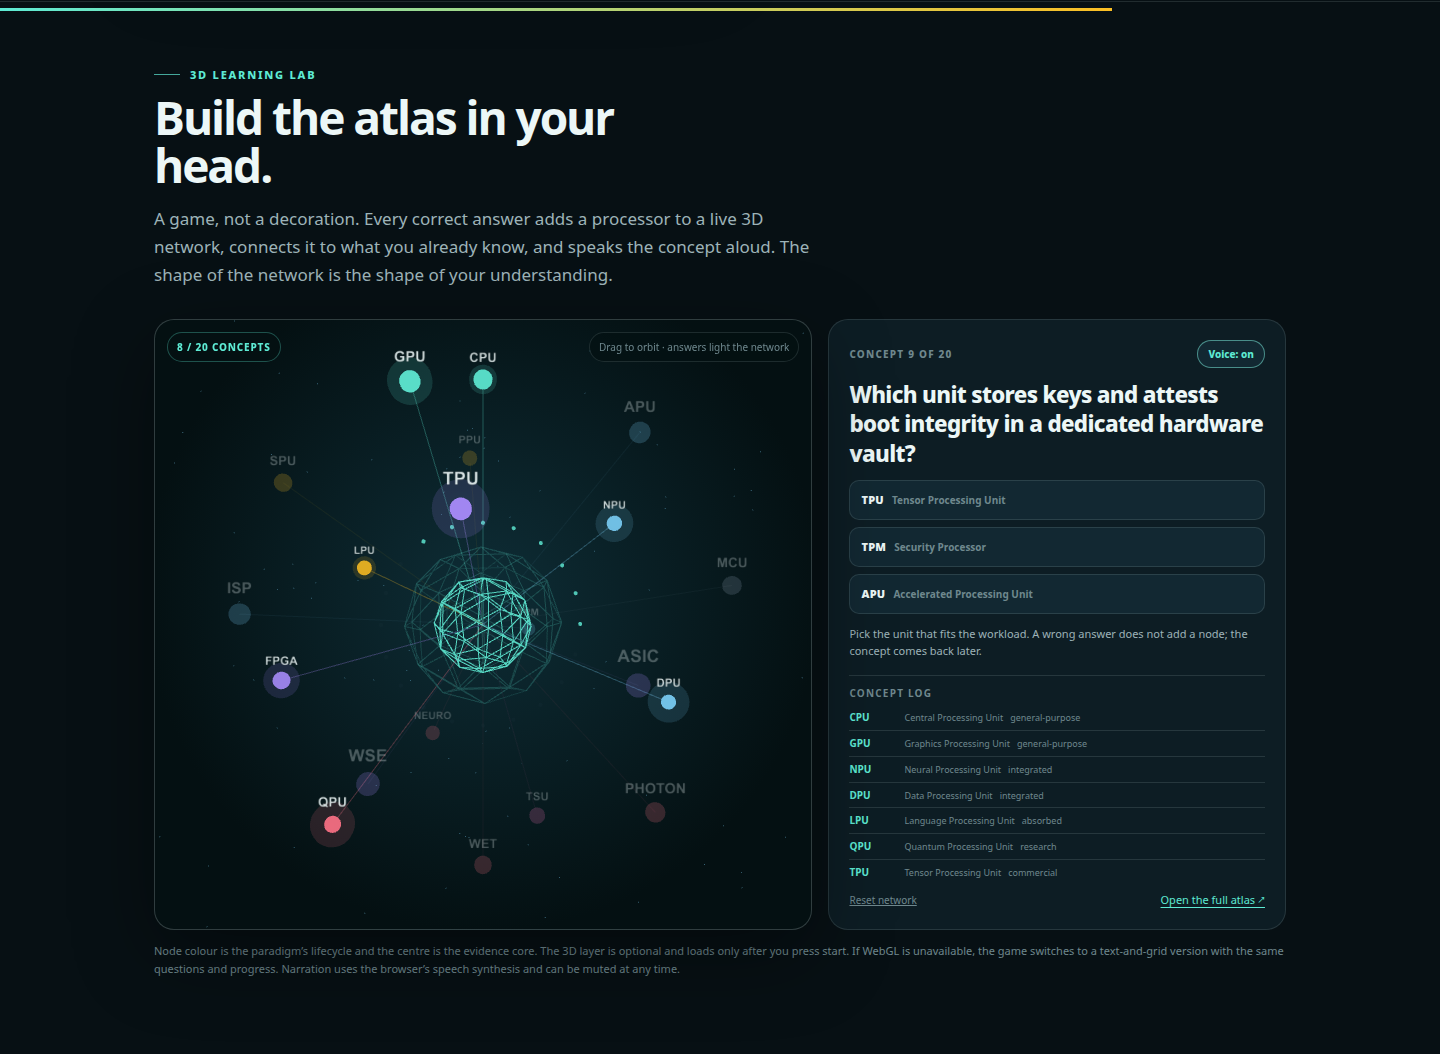 3D LEARNING LAB
Build the atlas in your
head.
A game, not a decoration. Every correct answer adds a processor to a live 3D
network, connects it to what you already know, and speaks the concept aloud. The
shape of the network is the shape of your understanding.
8 / 20 CONCEPTS
Drag to orbit · answers light the network
GPU
CPU
APU
PPU
SPU
TPU
NPU
LPU
MCU
ISP
ASIC
FPGA
DPU
NEURO
WSE
PHOTON
TSU
QPU
WET
CONCEPT 9 OF 20
Voice: on
Which unit stores keys and attests
boot integrity in a dedicated hardware
vault?
TPU Tensor Processing Unit
TPM Security Processor
APU Accelerated Processing Unit
Pick the unit that fits the workload. A wrong answer does not add a node; the
concept comes back later.
CONCEPT LOG
CPU Central Processing Unit general-purpose
GPU Graphics Processing Unit general-purpose
NPU Neural Processing Unit integrated
DPU Data Processing Unit integrated
LPU Language Processing Unit absorbed
QPU Quantum Processing Unit research
TPU Tensor Processing Unit commercial
Reset network
Open the full atlas ↗
Node colour is the paradigm’s lifecycle and the centre is the evidence core. The 3D layer is optional and loads only after you press start. If WebGL is unavailable, the game switches to a text-and-grid version with the same
questions and progress. Narration uses the browser’s speech synthesis and can be muted at any time.